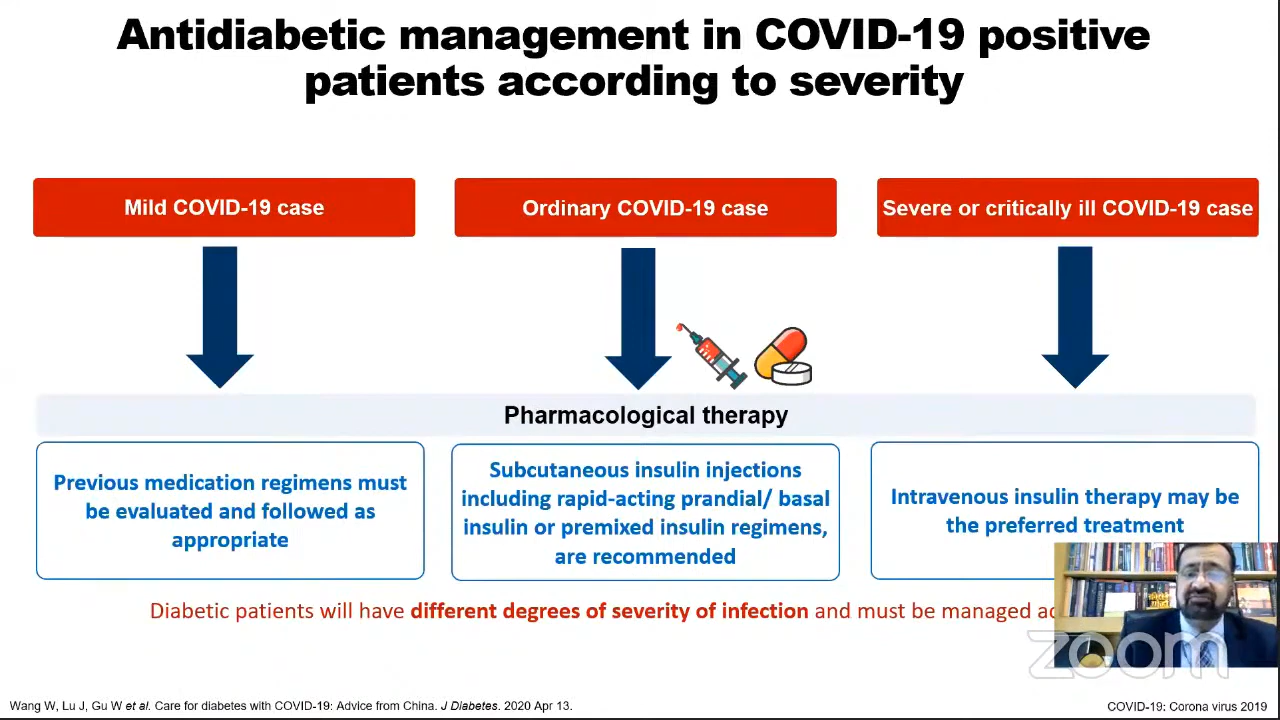 Antidiabetic management in COVID-19 positive
patients according to severity
Mild COVID-19 case
Ordinary COVID-19 case
Severe or critically ill COVID-19 case
Pharmacological therapy
Previous medication regimens must
be evaluated and followed as
appropriate
Subcutaneous insulin injections
including rapid-acting prandial/ basal
insulin or premixed insulin regimens,
are recommended
Intravenous insulin therapy may be
the preferred treatment
Diabetic patients will have different degrees of severity of infection and must be managed
zoom
Wang W, Lu J, Gu W et al. Care for diabetes with COVID-19: Advice from China. J Diabetes. 2020 Apr 13.
COVID-19: Corona virus 2019